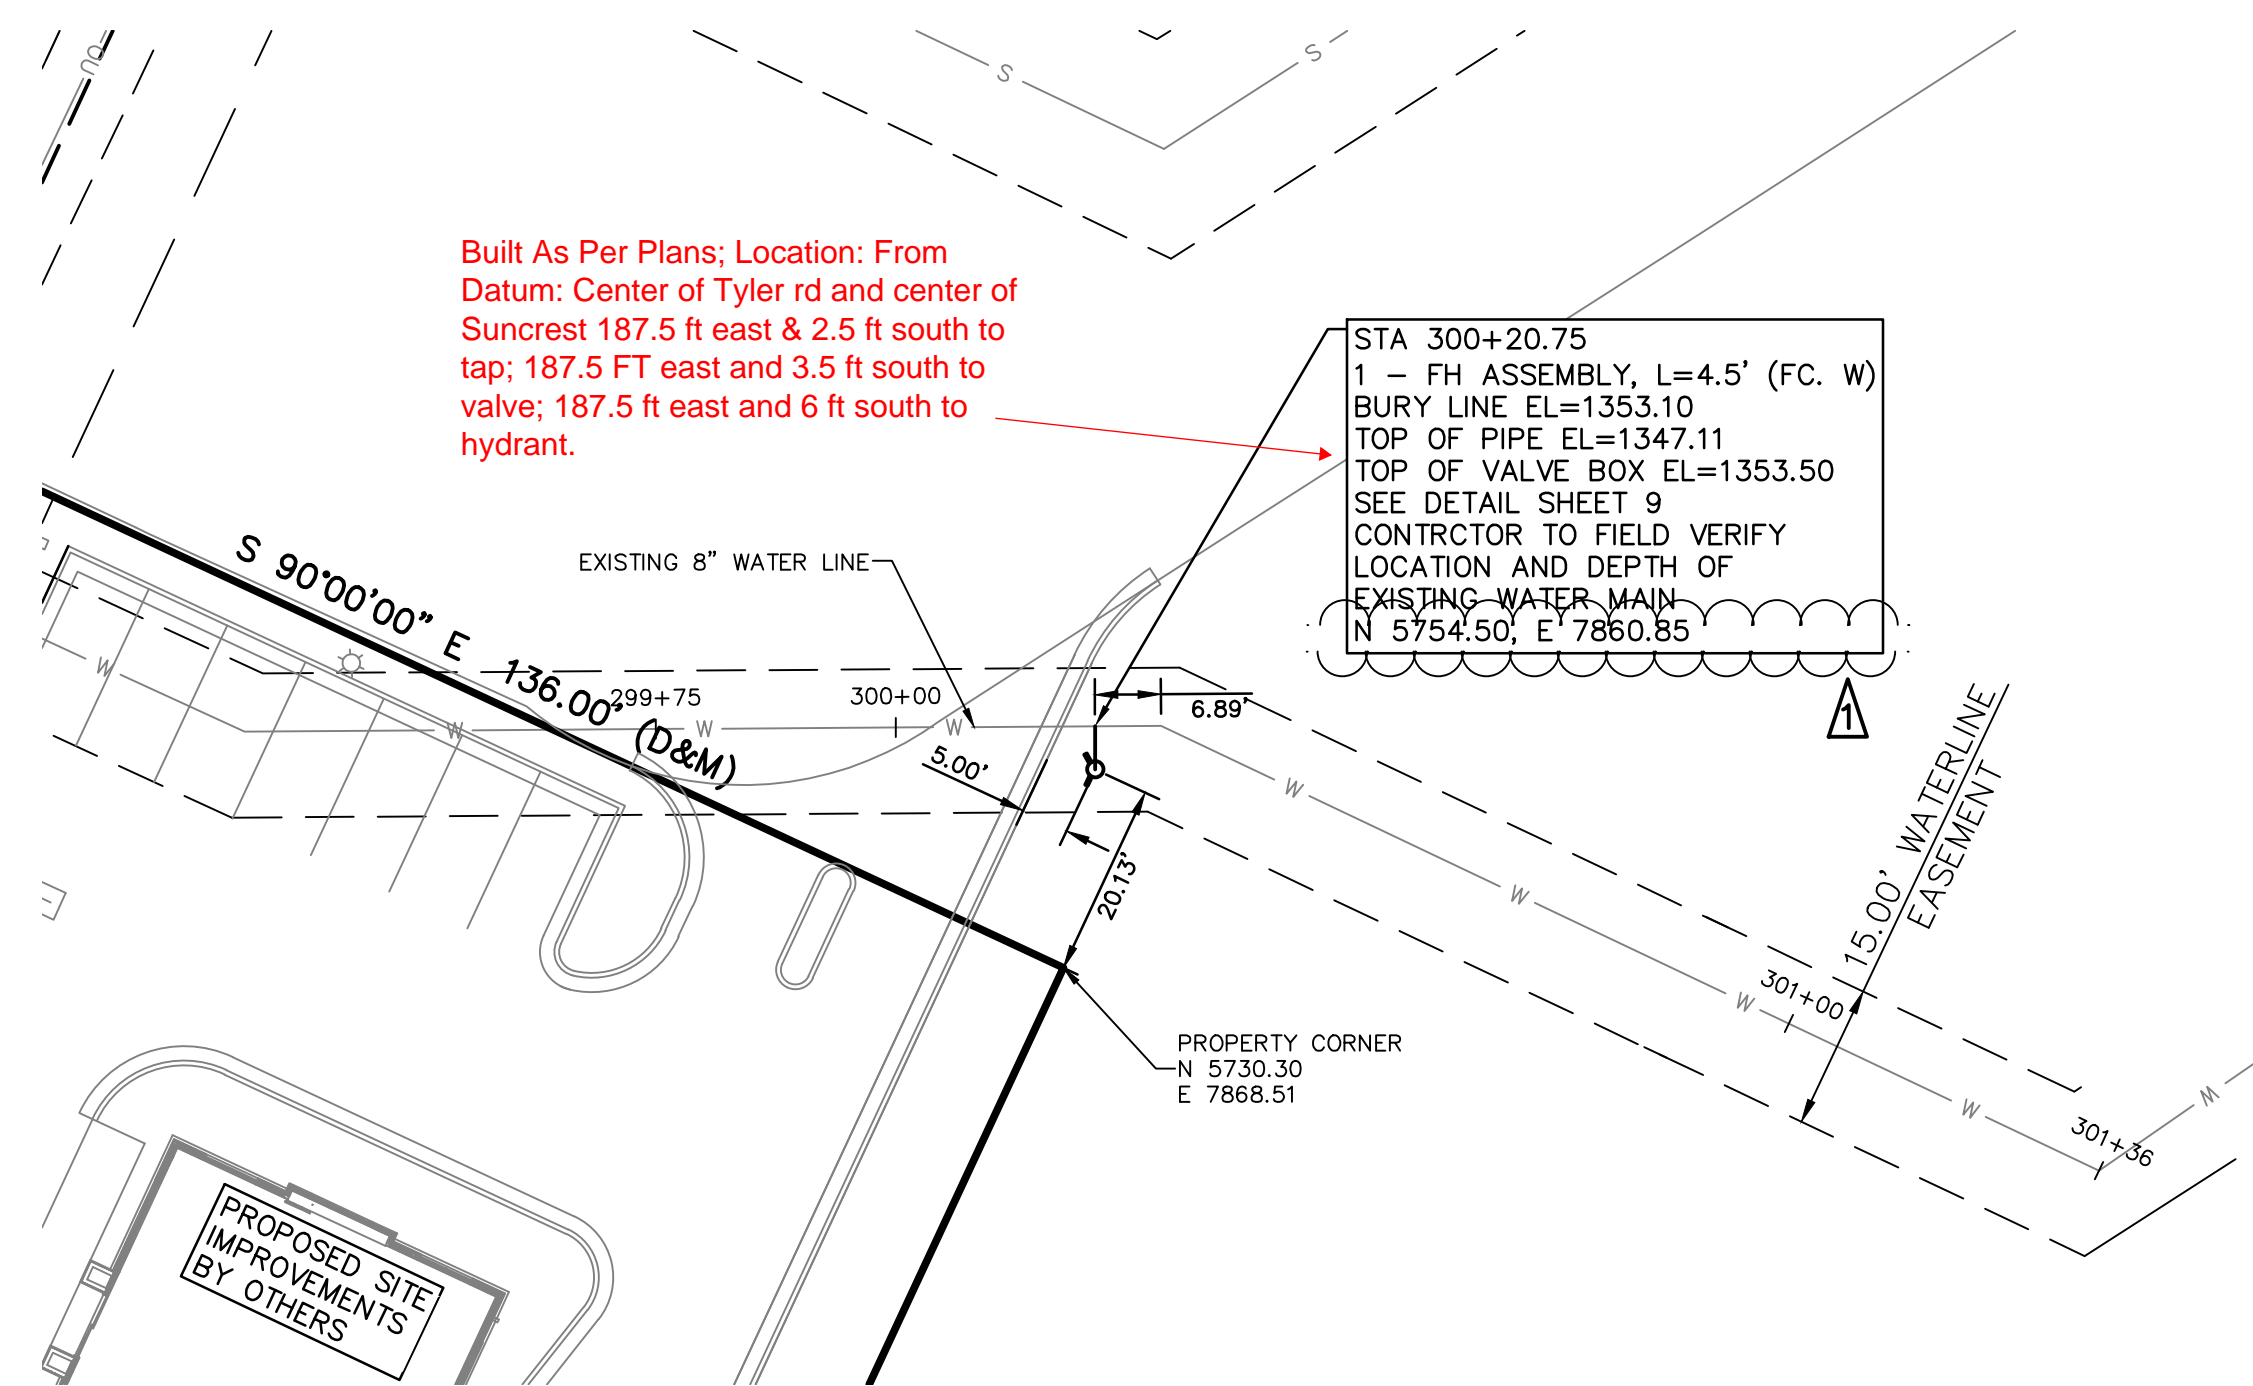 S
S
Built As Per Plans; Location: From
Datum: Center of Tyler rd and center of
Suncrest 187.5 ft east & 2.5 ft south to
tap; 187.5 FT east and 3.5 ft south to
valve; 187.5 ft east and 6 ft south to
hydrant.
STA 300+20.75
1 – FH ASSEMBLY, L=4.5' (FC. W)
BURY LINE EL=1353.10
TOP OF PIPE EL=1347.11
TOP OF VALVE BOX EL=1353.50
SEE DETAIL SHEET 9
CONTRCTOR TO FIELD VERIFY
LOCATION AND DEPTH OF
EXISTING WATER MAIN
N 5754.50, E 7860.85
1
S 90°00'00" E 136.00' (D&M)
EXISTING 8" WATER LINE
299+75
300+00
W
W
W
W
6.89'
5.00'
20.13'
W
W
W
W
W
15.00' WATERLINE
EASEMENT
301+00
301+36
PROPERTY CORNER
N 5730.30
E 7868.51
PROPOSED SITE
IMPROVEMENTS
BY OTHERS